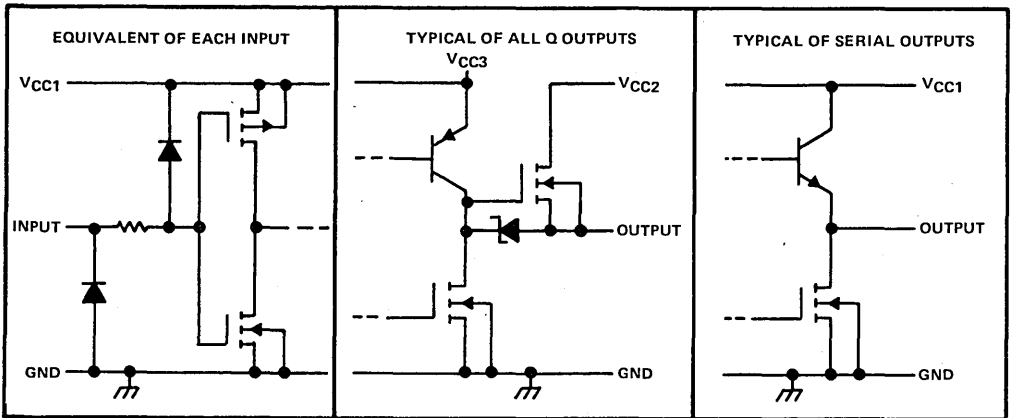 EQUIVALENT OF EACH INPUT
VCC1
INPUT
GND
TYPICAL OF ALL Q OUTPUTS
VCC3
VCC2
OUTPUT
GND
TYPICAL OF SERIAL OUTPUTS
VCC1
OUTPUT
GND